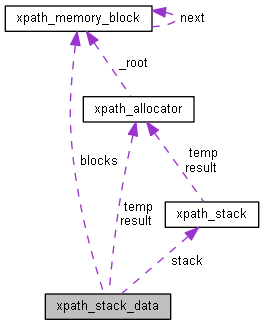 xpath_memory_block
next
_root
xpath_allocator
blocks
temp
result
temp
result
xpath_stack
stack
xpath_stack_data